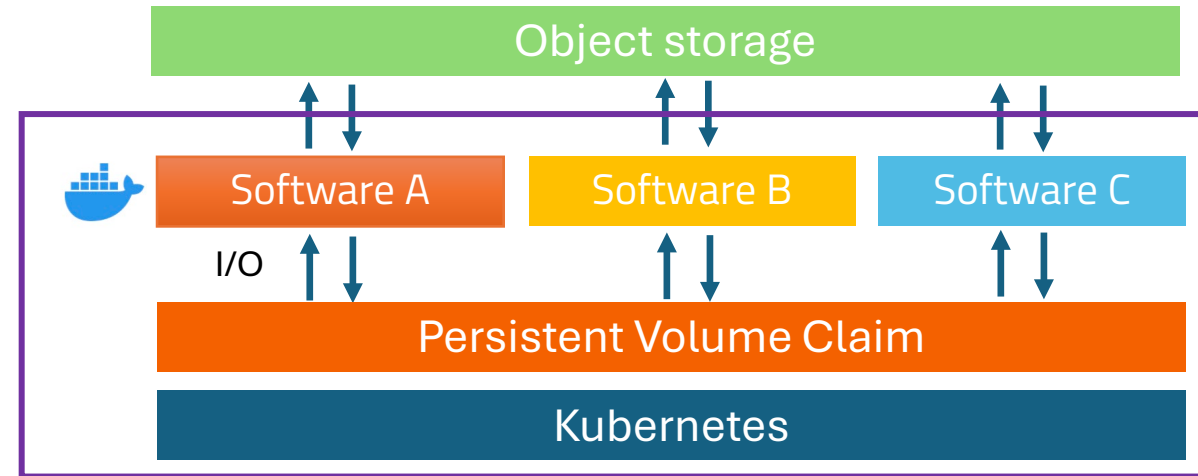 Object storage
Software A
Software B
Software C
I/O
Persistent Volume Claim
Kubernetes